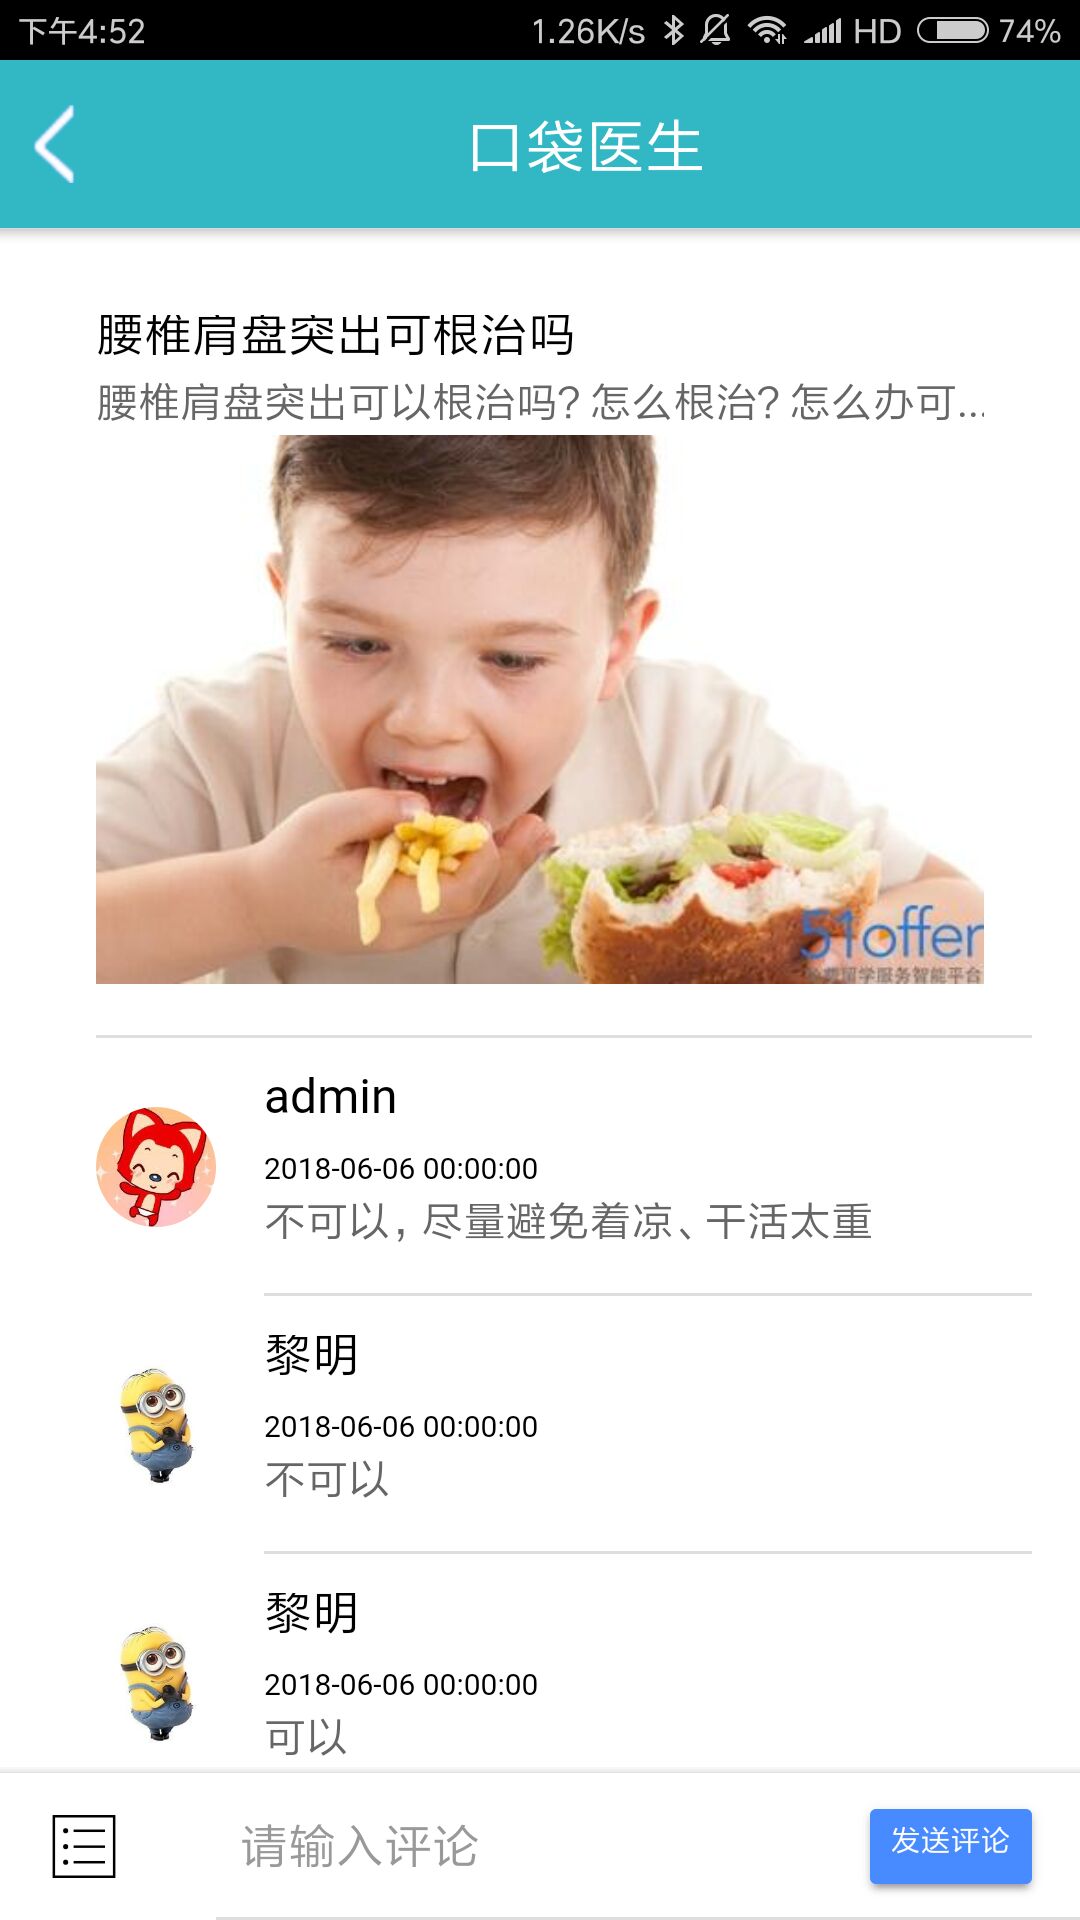 下午4:52 1.26K/s HD 74%
口袋医生
腰椎肩盘突出可根治吗
腰椎肩盘突出可以根治吗？怎么根治？怎么办可...
51offer
免费留学服务智能平台
admin
2018-06-06 00:00:00
不可以，尽量避免着凉、干活太重
黎明
2018-06-06 00:00:00
不可以
黎明
2018-06-06 00:00:00
可以
请输入评论
发送评论